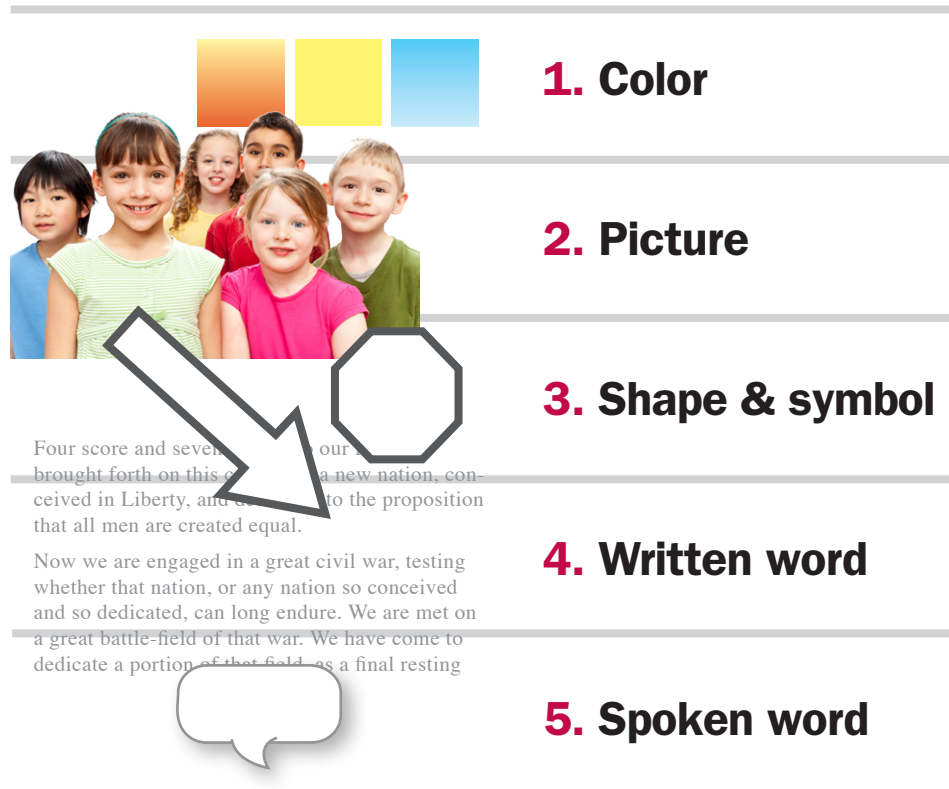 1. Color
2. Picture
3. Shape & symbol
4. Written word
5. Spoken word
Four score and seven our
brought forth on this a new nation, con-
ceived in Liberty, and to the proposition
that all men are created equal.
Now we are engaged in a great civil war, testing
whether that nation, or any nation so conceived
and so dedicated, can long endure. We are met on
a great battle-field of that war. We have come to
dedicate a portion of that field, as a final resting